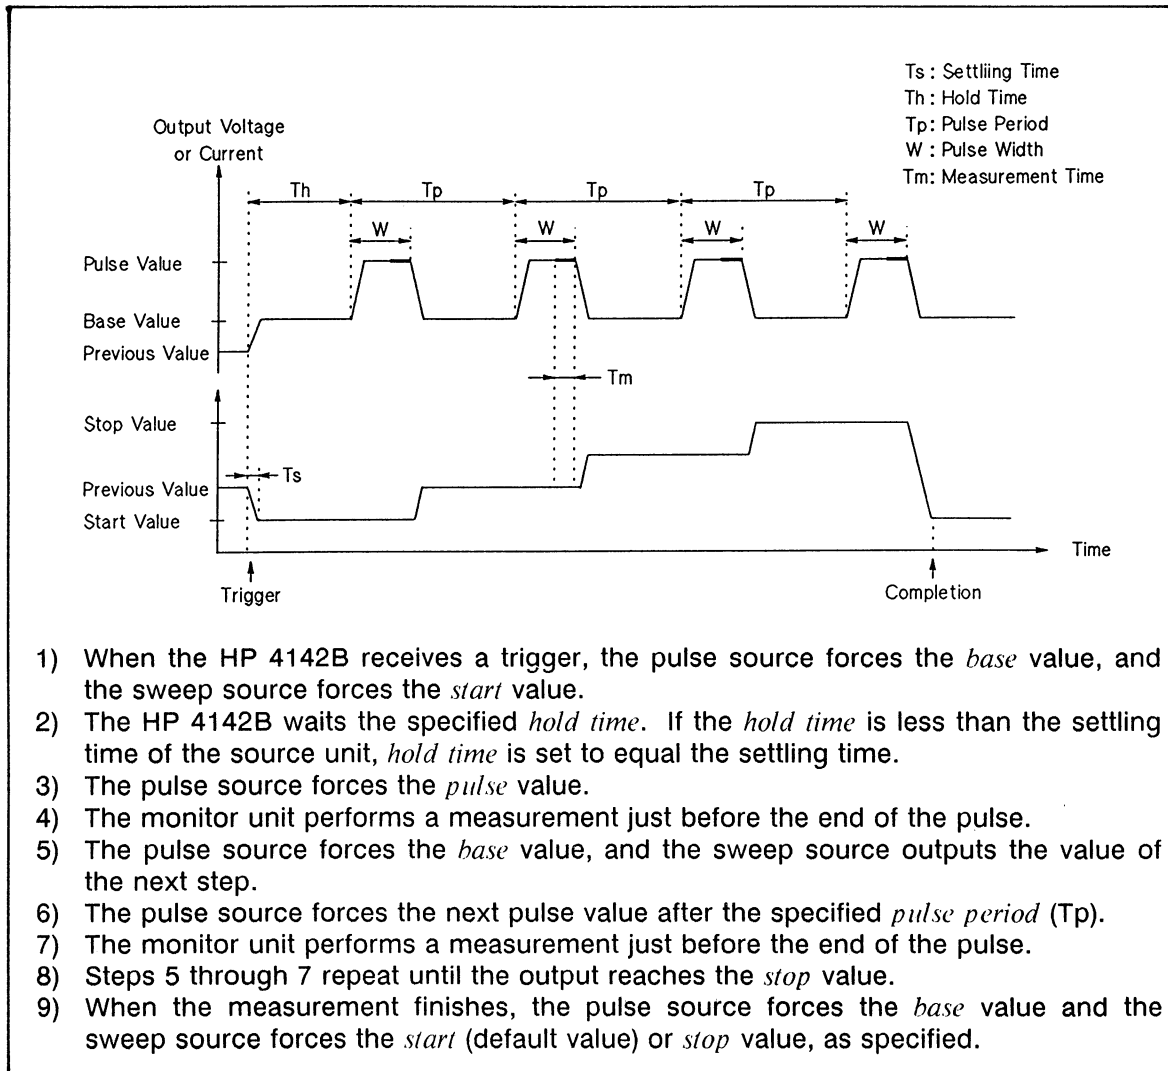 Ts : Settliing Time
Th : Hold Time
Tp: Pulse Period
W : Pulse Width
Tm: Measurement Time
Output Voltage
or Current
Th
Tp
Tp
Tp
W
W
W
W
Pulse Value
Base Value
Previous Value
Tm
Stop Value
Ts
Previous Value
Start Value
Time
Trigger
Completion
1) When the HP 4142B receives a trigger, the pulse source forces the base value, and
the sweep source forces the start value.
2) The HP 4142B waits the specified hold time. If the hold time is less than the settling
time of the source unit, hold time is set to equal the settling time.
3) The pulse source forces the pulse value.
4) The monitor unit performs a measurement just before the end of the pulse.
5) The pulse source forces the base value, and the sweep source outputs the value of
the next step.
6) The pulse source forces the next pulse value after the specified pulse period (Tp).
7) The monitor unit performs a measurement just before the end of the pulse.
8) Steps 5 through 7 repeat until the output reaches the stop value.
9) When the measurement finishes, the pulse source forces the base value and the
sweep source forces the start (default value) or stop value, as specified.